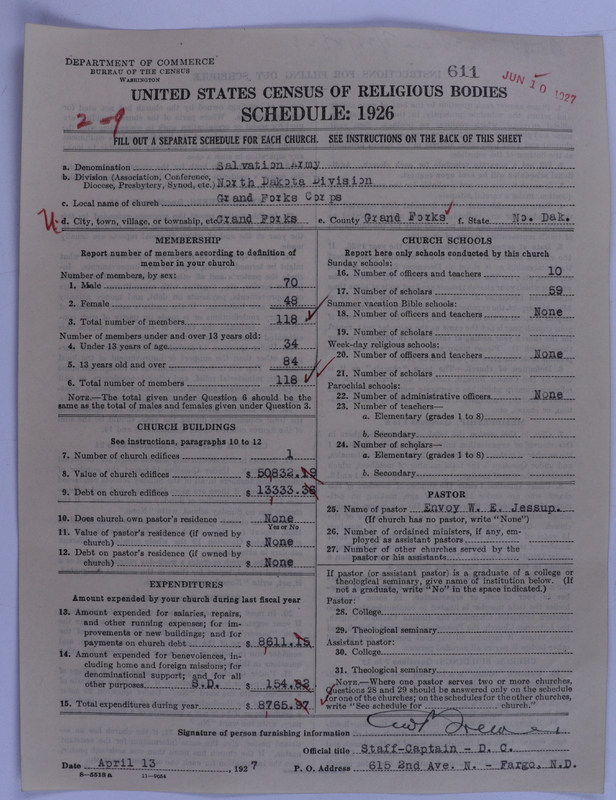 DEPARTMENT OF COMMERCE
BUREAU OF THE CENSUS
WASHINGTON
611
JUN 10 1927
UNITED STATES CENSUS OF RELIGIOUS BODIES
SCHEDULE: 1926
2-9
FILL OUT A SEPARATE SCHEDULE FOR EACH CHURCH. SEE INSTRUCTIONS ON THE BACK OF THIS SHEET
a. Denomination Salvation Army
b. Division (Association, Conference,
Diocese, Presbytery, Synod, etc.) North Dakota Division
c. Local name of church Grand Forks Corps
d. City, town, village, or township, etc. Grand Forks e. County Grand Forks f. State No. Dak.
MEMBERSHIP
Report number of members according to definition of
member in your church
Number of members, by sex:
1. Male 70
2. Female 48
3. Total number of members 118
Number of members under and over 13 years old:
4. Under 13 years of age 34
5. 13 years old and over 84
6. Total number of members 118
NOTE.—The total given under Question 6 should be the
same as the total of males and females given under Question 3.
CHURCH BUILDINGS
See instructions, paragraphs 10 to 12
7. Number of church edifices 1
8. Value of church edifices $ 50832.19
9. Debt on church edifices $ 13333.36
10. Does church own pastor's residence None
Yes or No
11. Value of pastor's residence (if owned by
church) $ None
12. Debt on pastor's residence (if owned by
church) $ None
EXPENDITURES
Amount expended by your church during last fiscal year
13. Amount expended for salaries, repairs,
and other running expenses; for im-
provements or new buildings; and for
payments on church debt $ 8611.15
14. Amount expended for benevolences, in-
cluding home and foreign missions; for
denominational support; and for all
other purposes S.D. $ 154.82
15. Total expenditures during year $ 8765.97
CHURCH SCHOOLS
Report here only schools conducted by this church
Sunday schools:
16. Number of officers and teachers 10
17. Number of scholars 59
Summer vacation Bible schools:
18. Number of officers and teachers None
19. Number of scholars
Week-day religious schools:
20. Number of officers and teachers None
21. Number of scholars
Parochial schools:
22. Number of administrative officers None
23. Number of teachers—
a. Elementary (grades 1 to 8)
b. Secondary
24. Number of scholars—
a. Elementary (grades 1 to 8)
b. Secondary
PASTOR
25. Name of pastor Envoy W. E. Jessup.
(If church has no pastor, write "None")
26. Number of ordained ministers, if any, em-
ployed as assistant pastors
27. Number of other churches served by the
pastor or his assistants
If pastor (or assistant pastor) is a graduate of a college or
theological seminary, give name of institution below. (If
not a graduate, write "No" in the space indicated.)
Pastor:
28. College
29. Theological seminary
Assistant pastor:
30. College
31. Theological seminary
NOTE.—Where one pastor serves two or more churches,
Questions 28 and 29 should be answered only on the schedule
for one of the churches; on the schedules for the other churches,
write "See schedule for church."
Signature of person furnishing information
Official title Staff-Captain - D. C.
Date April 13, 1927 P. O. Address 615 2nd Ave. N. - Fargo, N.D.
8-5516a 11-9034